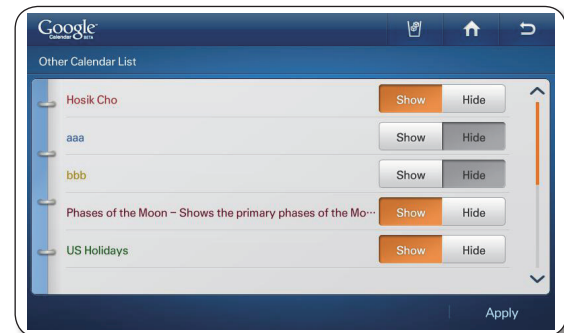 Google
Calendar BETA
Other Calendar List
Hosik Cho Show Hide
aaa Show Hide
bbb Show Hide
Phases of the Moon – Shows the primary phases of the Mo··· Show Hide
US Holidays Show Hide
Apply